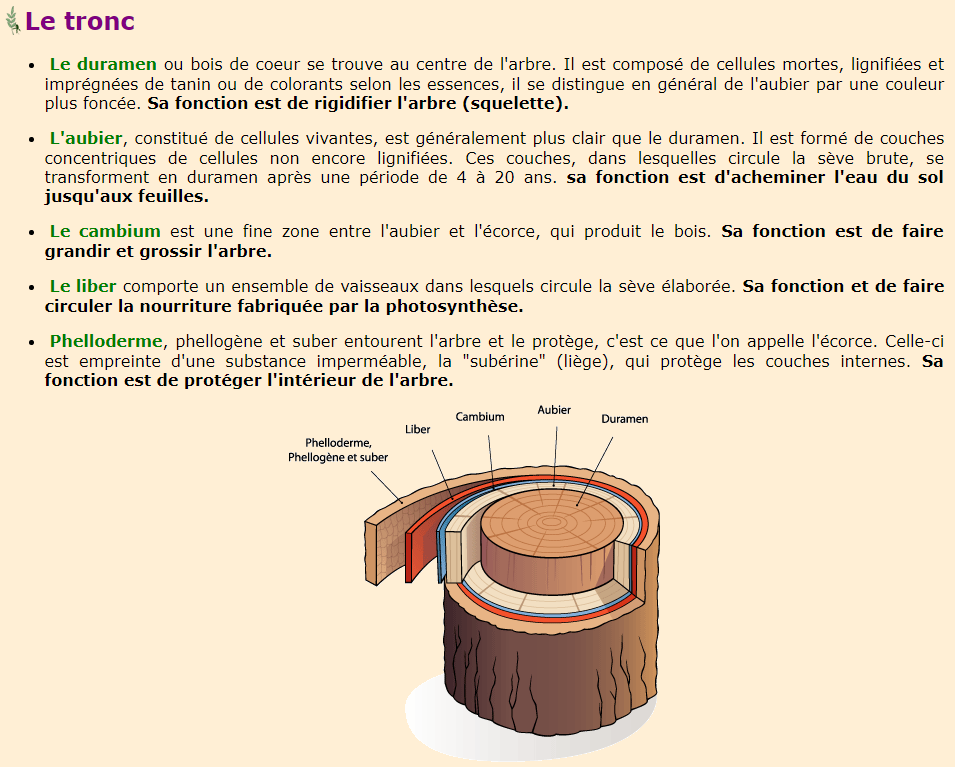 Le tronc
Le duramen ou bois de coeur se trouve au centre de l'arbre. Il est composé de cellules mortes, lignifiées et
imprégnées de tanin ou de colorants selon les essences, il se distingue en général de l'aubier par une couleur
plus foncée. Sa fonction est de rigidifier l'arbre (squelette).
L'aubier, constitué de cellules vivantes, est généralement plus clair que le duramen. Il est formé de couches
concentriques de cellules non encore lignifiées. Ces couches, dans lesquelles circule la sève brute, se
transforment en duramen après une période de 4 à 20 ans. sa fonction est d'acheminer l'eau du sol
jusqu'aux feuilles.
Le cambium est une fine zone entre l'aubier et l'écorce, qui produit le bois. Sa fonction est de faire
grandir et grossir l'arbre.
Le liber comporte un ensemble de vaisseaux dans lesquels circule la sève élaborée. Sa fonction et de faire
circuler la nourriture fabriquée par la photosynthèse.
Phelloderme, phellogène et suber entourent l'arbre et le protège, c'est ce que l'on appelle l'écorce. Celle-ci
est empreinte d'une substance imperméable, la "subérine" (liège), qui protège les couches internes. Sa
fonction est de protéger l'intérieur de l'arbre.
Phelloderme,
Phellogène et suber
Liber
Cambium
Aubier
Duramen